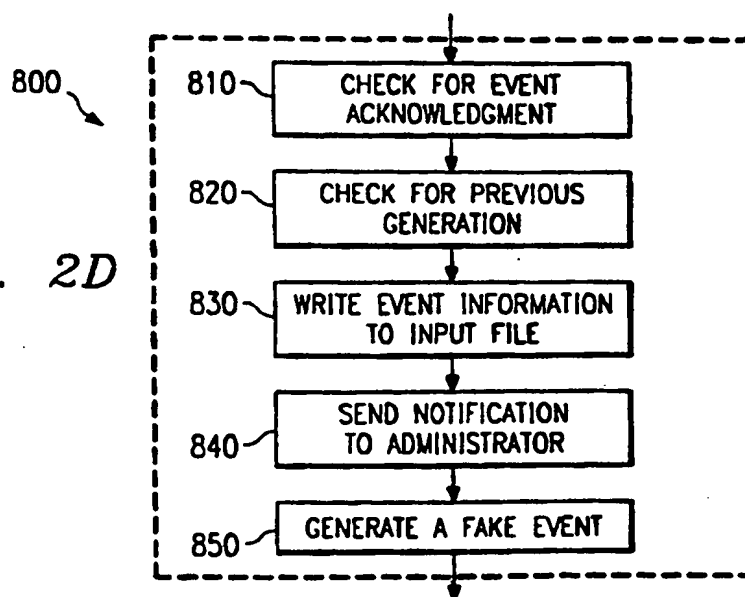 800
810
CHECK FOR EVENT
ACKNOWLEDGMENT
820
CHECK FOR PREVIOUS
GENERATION
. 2D
830
WRITE EVENT INFORMATION
TO INPUT FILE
840
SEND NOTIFICATION
TO ADMINISTRATOR
850
GENERATE A FAKE EVENT